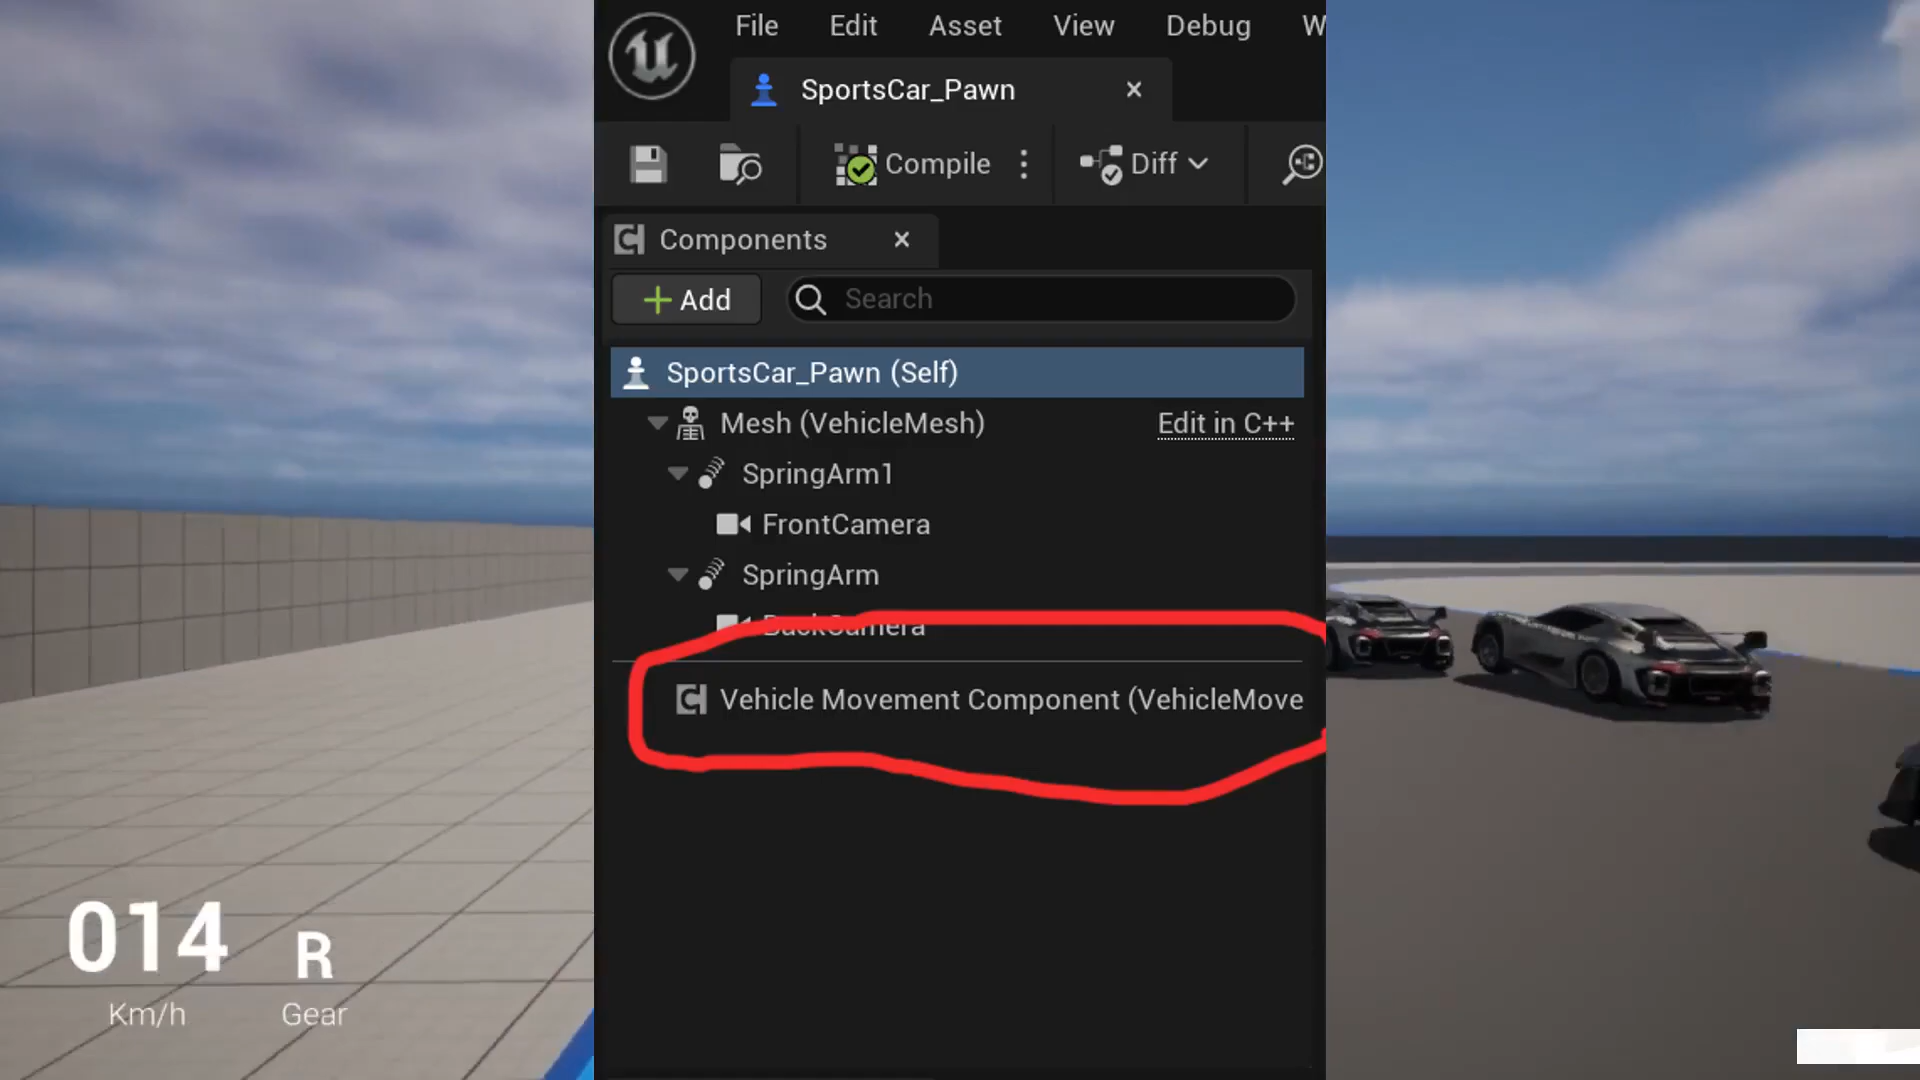 File Edit Asset View Debug W
SportsCar_Pawn
Compile Diff
Components
Add Search
SportsCar_Pawn (Self)
Mesh (VehicleMesh) Edit in C++
SpringArm1
FrontCamera
SpringArm
BackCamera
Vehicle Movement Component (VehicleMove
014 R
Km/h Gear